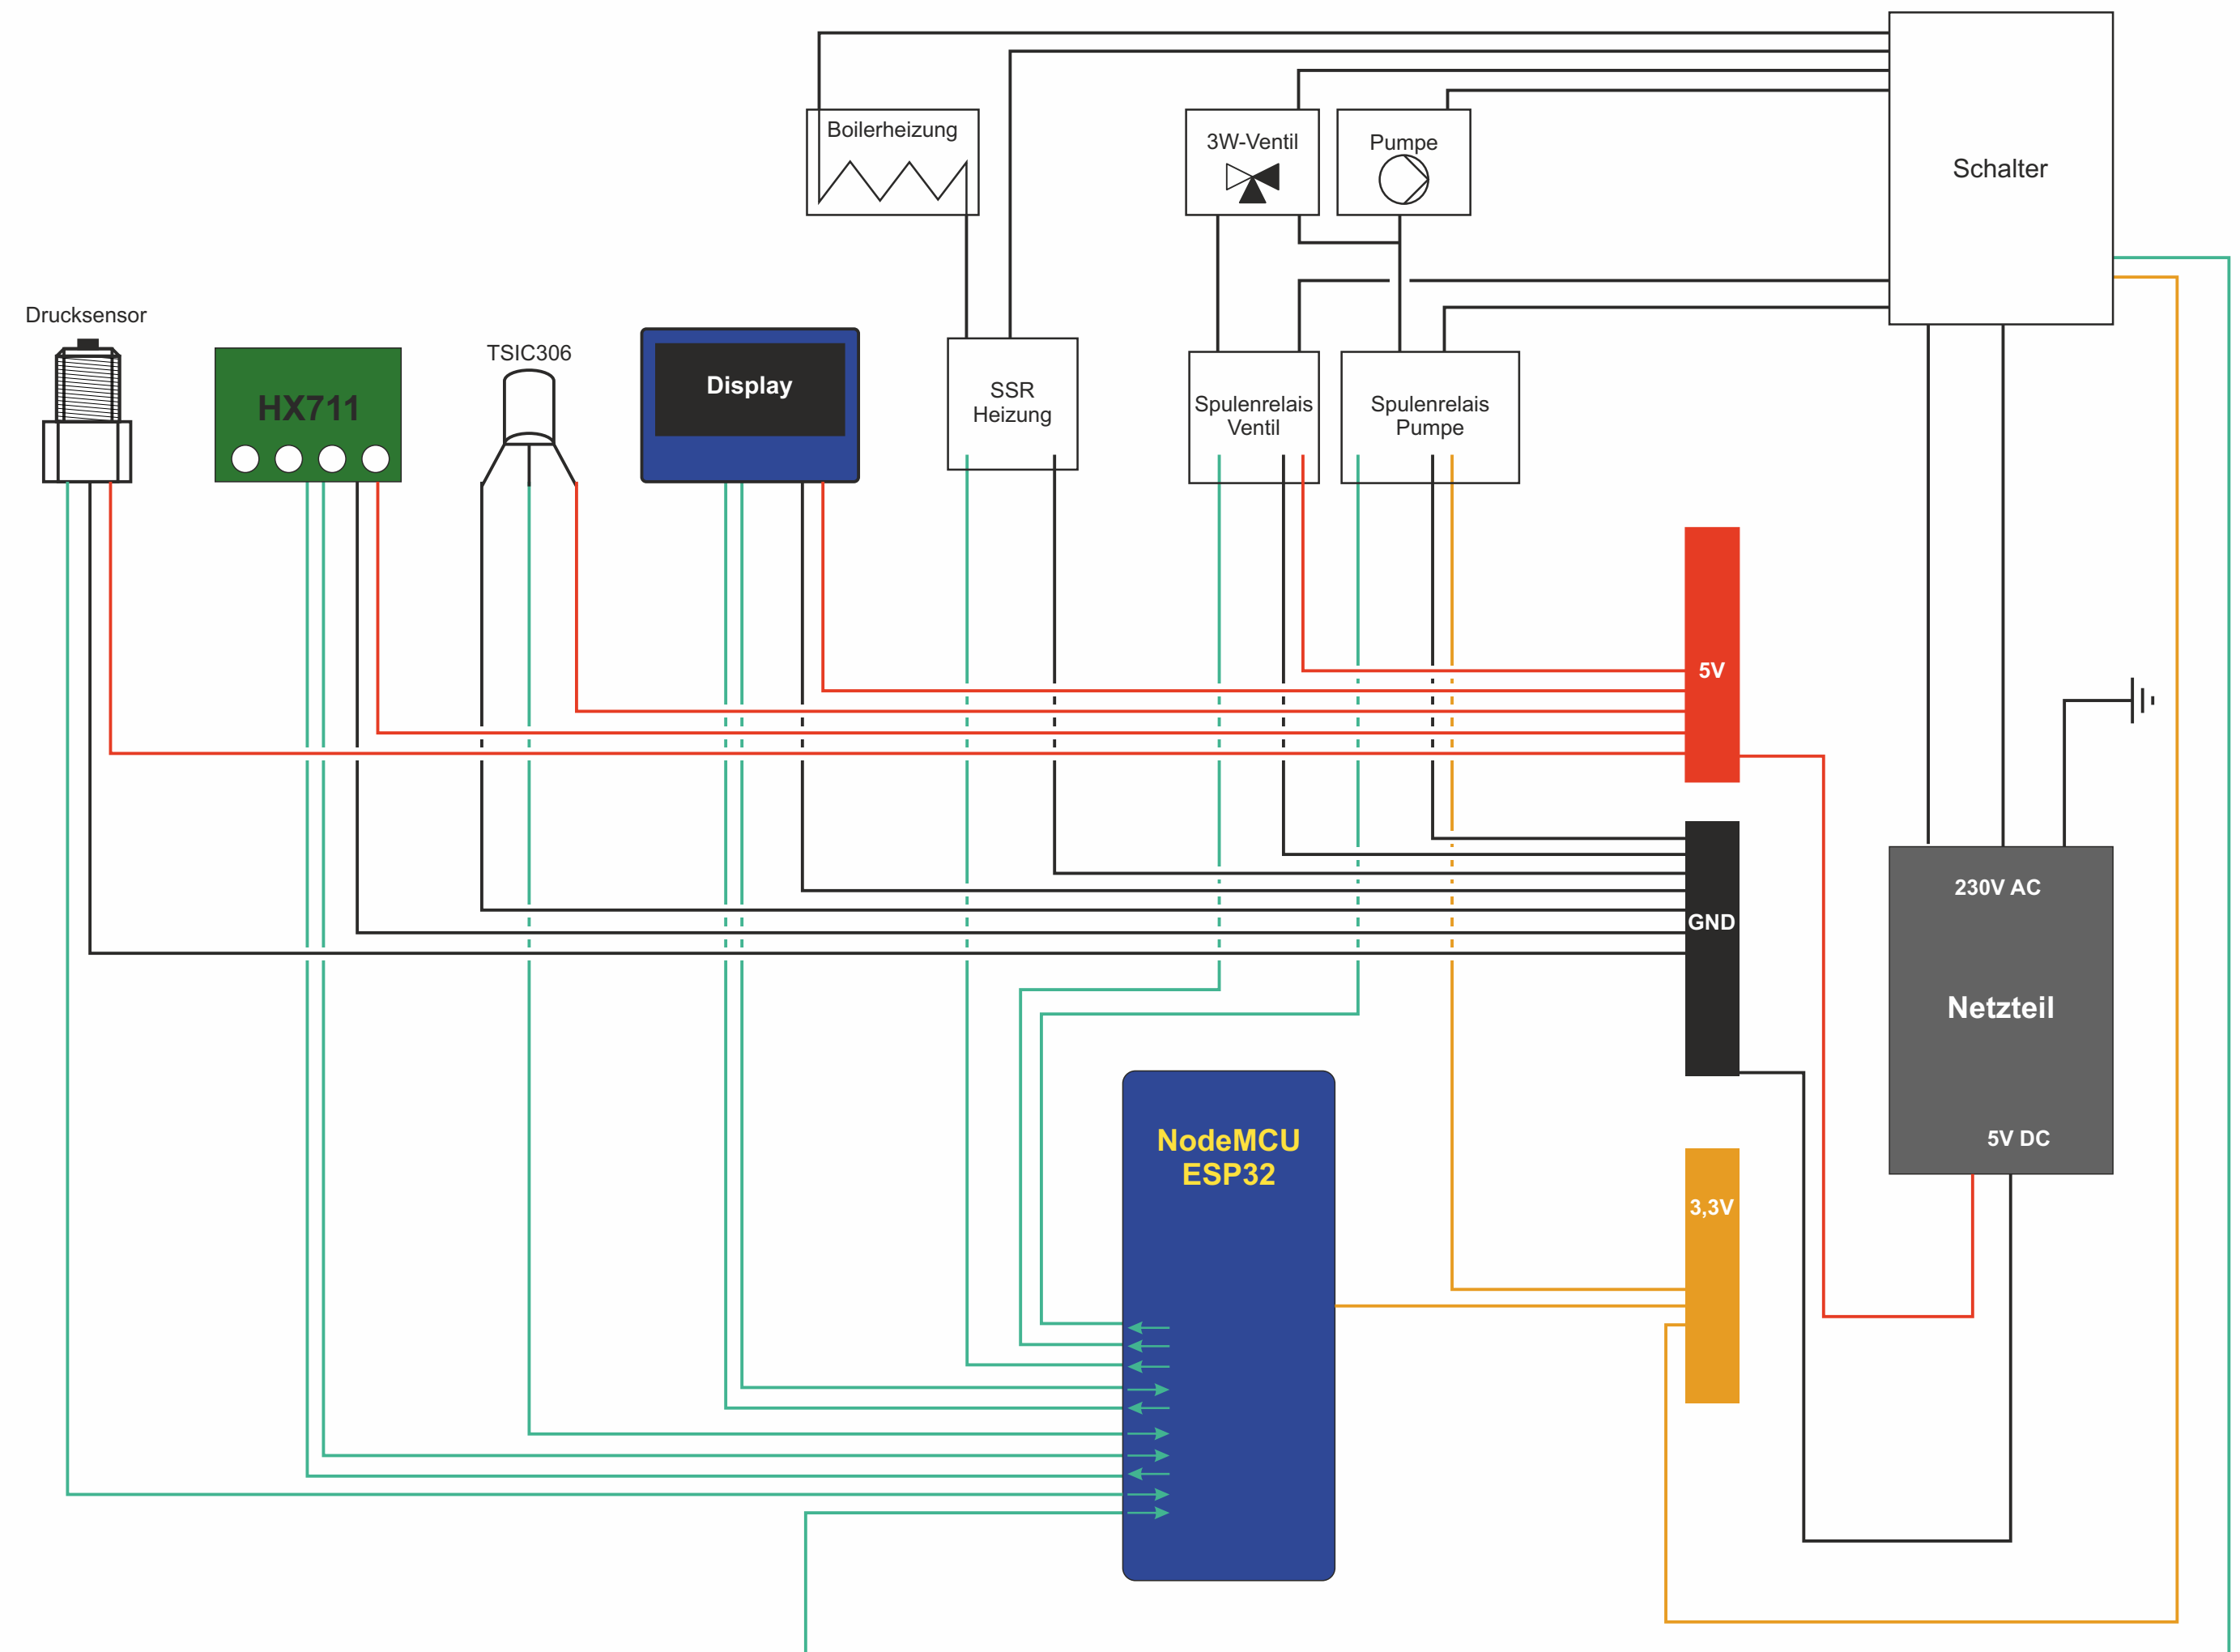 Boilerheizung
3W-Ventil
Pumpe
Schalter
Drucksensor
HX711
TSIC306
Display
SSR
Heizung
Spulenrelais
Ventil
Spulenrelais
Pumpe
5V
230V AC
GND
Netzteil
5V DC
NodeMCU
ESP32
3,3V